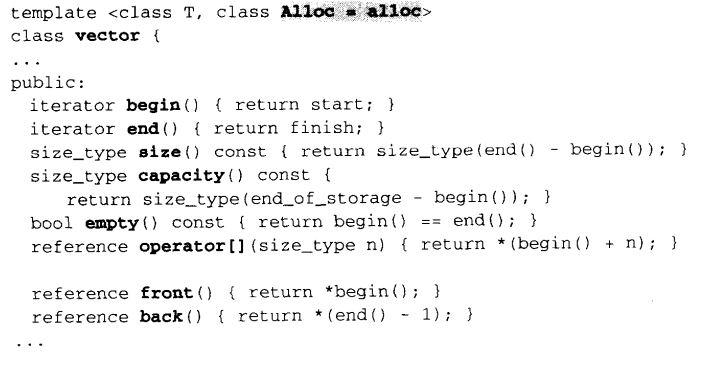 template <class T, class Alloc = alloc>
class vector {
...
public:
iterator begin() { return start; }
iterator end() { return finish; }
size_type size() const { return size_type(end() - begin()); }
size_type capacity() const {
return size_type(end_of_storage - begin()); }
bool empty() const { return begin() == end(); }
reference operator[](size_type n) { return *(begin() + n); }
reference front() { return *begin(); }
reference back() { return *(end() - 1); }
...